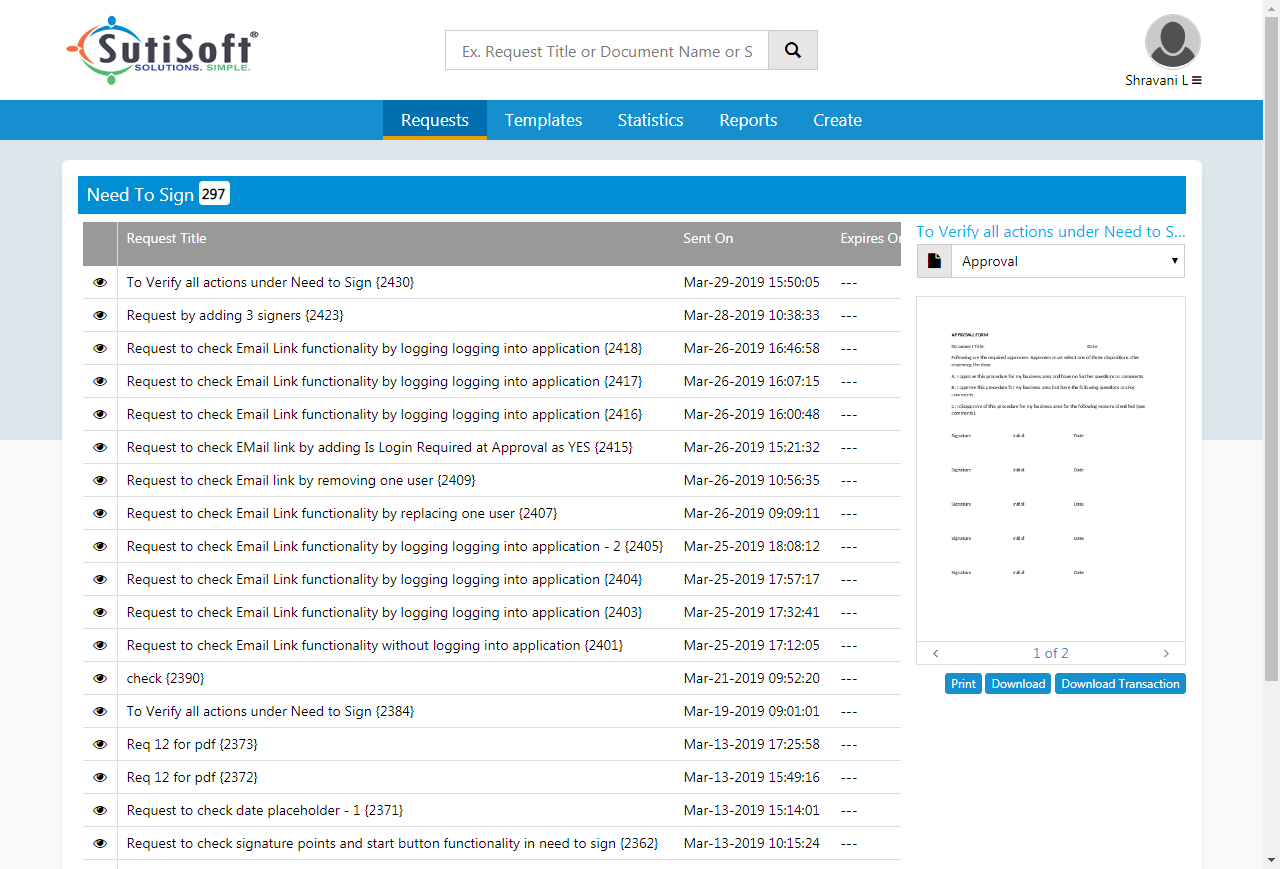 SutiSoft®
SOLUTIONS. SIMPLE.
Ex. Request Title or Document Name or S
Shravani L
Requests Templates Statistics Reports Create
Need To Sign 297
Request Title Sent On Expires On
To Verify all actions under Need to Sign {2430} Mar-29-2019 15:50:05 ---
Request by adding 3 signers {2423} Mar-28-2019 10:38:33 ---
Request to check Email Link functionality by logging logging into application {2418} Mar-26-2019 16:46:58 ---
Request to check Email Link functionality by logging logging into application {2417} Mar-26-2019 16:07:15 ---
Request to check Email Link functionality by logging logging into application {2416} Mar-26-2019 16:00:48 ---
Request to check EMail link by adding Is Login Required at Approval as YES {2415} Mar-26-2019 15:21:32 ---
Request to check Email link by removing one user {2409} Mar-26-2019 10:56:35 ---
Request to check Email Link functionality by replacing one user {2407} Mar-26-2019 09:09:11 ---
Request to check Email Link functionality by logging logging into application - 2 {2405} Mar-25-2019 18:08:12 ---
Request to check Email Link functionality by logging logging into application {2404} Mar-25-2019 17:57:17 ---
Request to check Email Link functionality by logging logging into application {2403} Mar-25-2019 17:32:41 ---
Request to check Email Link functionality without logging into application {2401} Mar-25-2019 17:12:05 ---
check {2390} Mar-21-2019 09:52:20 ---
To Verify all actions under Need to Sign {2384} Mar-19-2019 09:01:01 ---
Req 12 for pdf {2373} Mar-13-2019 17:25:58 ---
Req 12 for pdf {2372} Mar-13-2019 15:49:16 ---
Request to check date placeholder - 1 {2371} Mar-13-2019 15:14:01 ---
Request to check signature points and start button functionality in need to sign {2362} Mar-13-2019 10:15:24 ---
To Verify all actions under Need to S...
Approval
APPROVAL FORM
Document Title: Date:
Following are the required approvers. Approvers must select one of three dispositions after
reviewing the item:
A. I approve this procedure for my business area and have no further questions or comments.
B. I approve this procedure for my business area but have the following questions and/or
comments.
C. I disapprove of this procedure for my business area for the following reasons identified (see
comments).
Signature Initial Date
Signature Initial Date
Signature Initial Date
Signature Initial Date
Signature Initial Date
< 1 of 2 >
Print Download Download Transaction